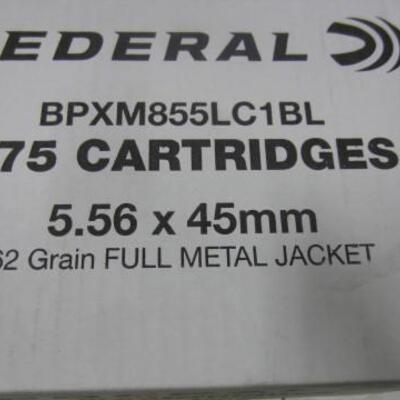 EDERAL
BPXM855LC1BL
75 CARTRIDGES
5.56 x 45mm
62 Grain FULL METAL JACKET